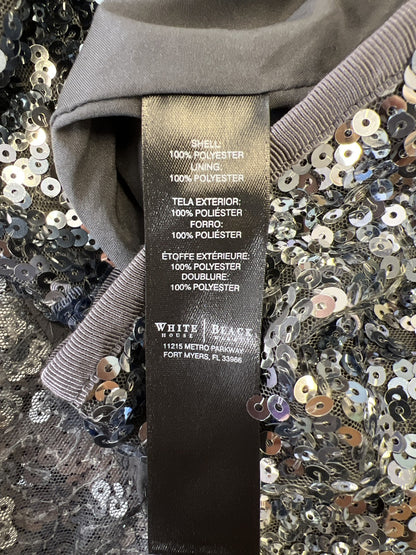 SHELL:
100% POLYESTER
LINING:
100% POLYESTER
TELA EXTERIOR:
100% POLIÉSTER
FORRO:
100% POLIÉSTER
ÉTOFFE EXTÉRIEURE:
100% POLYESTER
DOUBLURE:
100% POLYESTER
WHITE | BLACK
HOUSE MARKET
11215 METRO PARKWAY
FORT MYERS, FL 33966